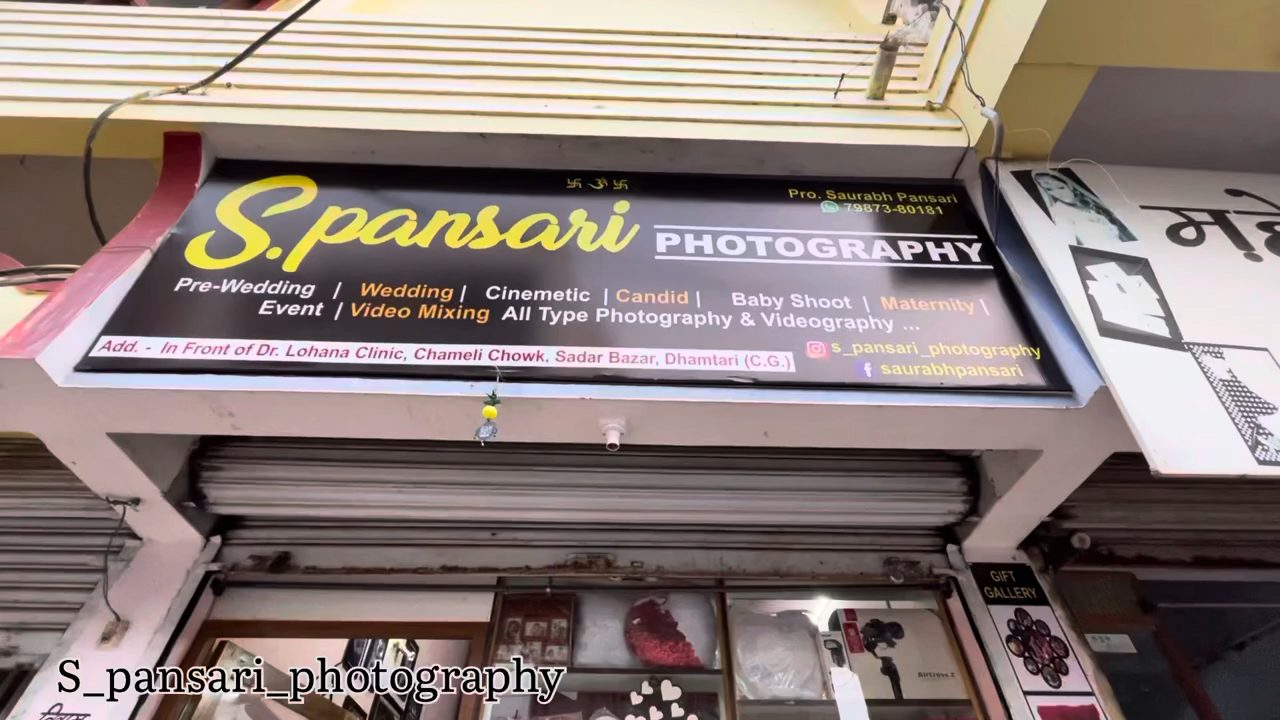 卐 ॐ 卐
Pro. Saurabh Pansari
79873-80181
S.pansari PHOTOGRAPHY
Pre-Wedding | Wedding | Cinemetic | Candid | Baby Shoot | Maternity |
Event | Video Mixing All Type Photography & Videography ...
Add. - In Front of Dr. Lohana Clinic, Chameli Chowk, Sadar Bazar, Dhamtari (C.G.)
s_pansari_photography
saurabhpansari
GIFT
GALLERY
S_pansari_photography